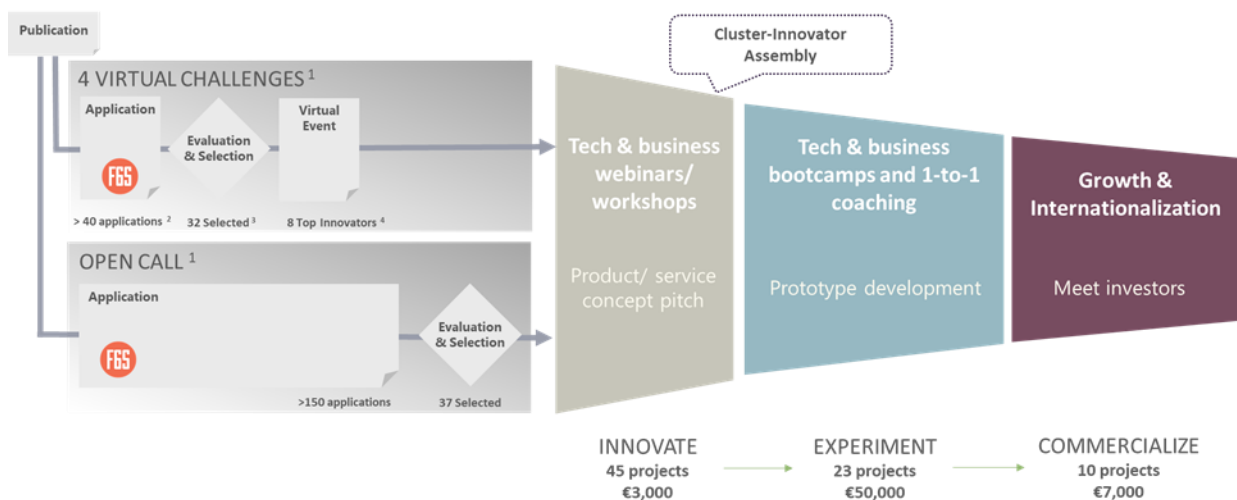 Publication
4 VIRTUAL CHALLENGES 1
Application
F6S
> 40 applications 2
Evaluation
& Selection
32 Selected 3
Virtual
Event
8 Top Innovators 4
OPEN CALL 1
Application
F6S
>150 applications
Evaluation
& Selection
37 Selected
Cluster-Innovator
Assembly
Tech & business
webinars/
workshops
Product/ service
concept pitch
Tech & business
bootcamps and 1-to-1
coaching
Prototype development
Growth &
Internationalization
Meet investors
INNOVATE
45 projects
€3,000
EXPERIMENT
23 projects
€50,000
COMMERCIALIZE
10 projects
€7,000